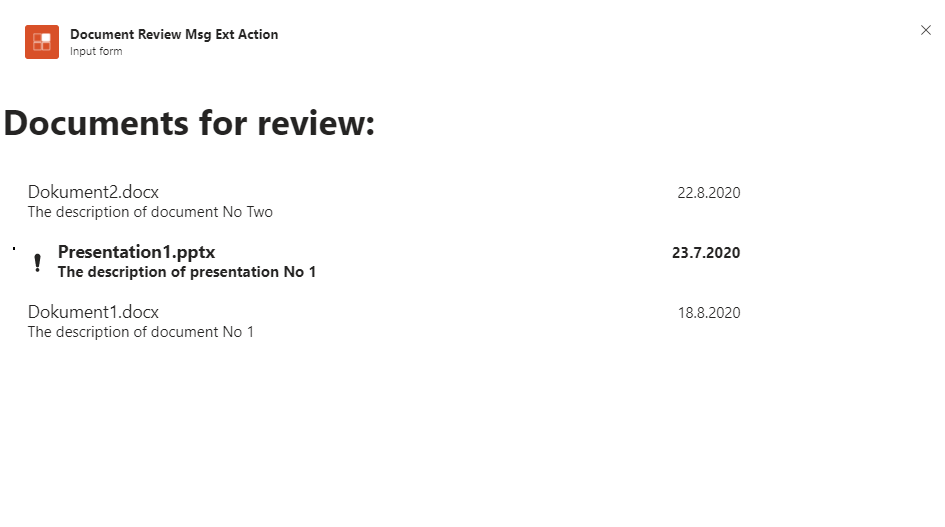 Document Review Msg Ext Action
Input form
Documents for review:
Dokument2.docx 22.8.2020
The description of document No Two
Presentation1.pptx 23.7.2020
The description of presentation No 1
Dokument1.docx 18.8.2020
The description of document No 1